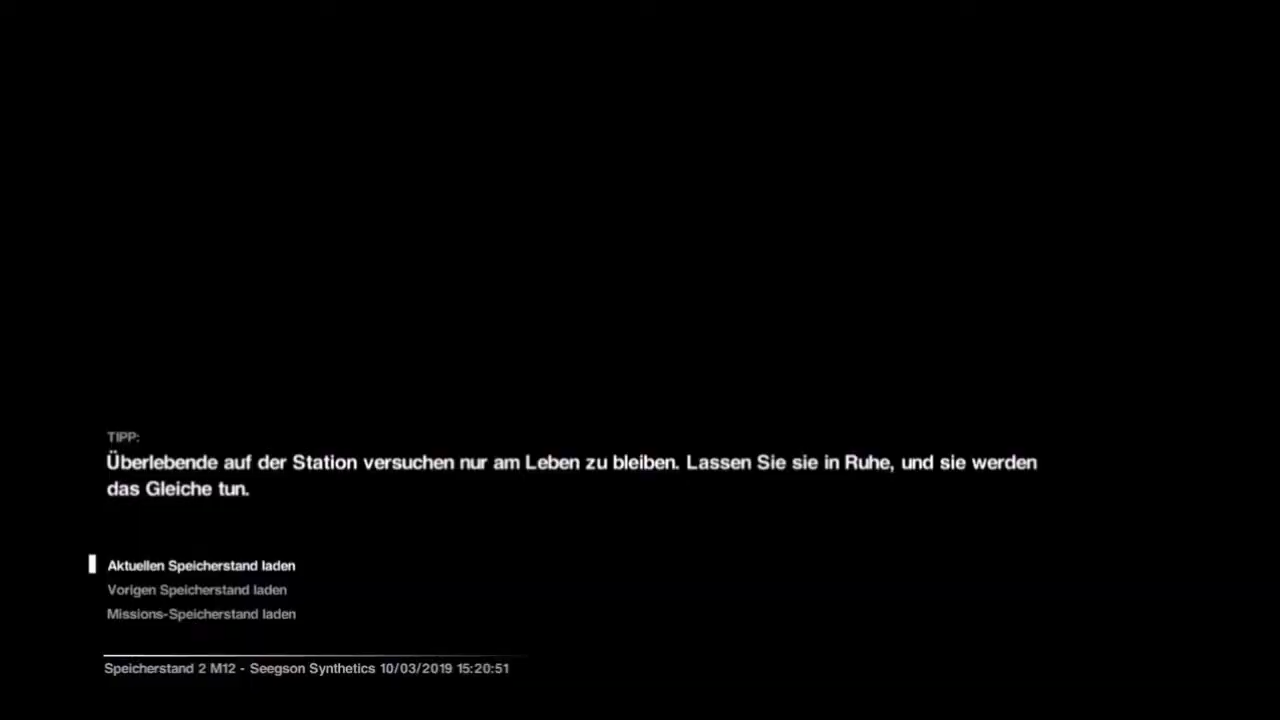 TIPP:
Überlebende auf der Station versuchen nur am Leben zu bleiben. Lassen Sie sie in Ruhe, und sie werden
das Gleiche tun.
Aktuellen Speicherstand laden
Vorigen Speicherstand laden
Missions-Speicherstand laden
Speicherstand 2 M12 - Seegson Synthetics 10/03/2019 15:20:51